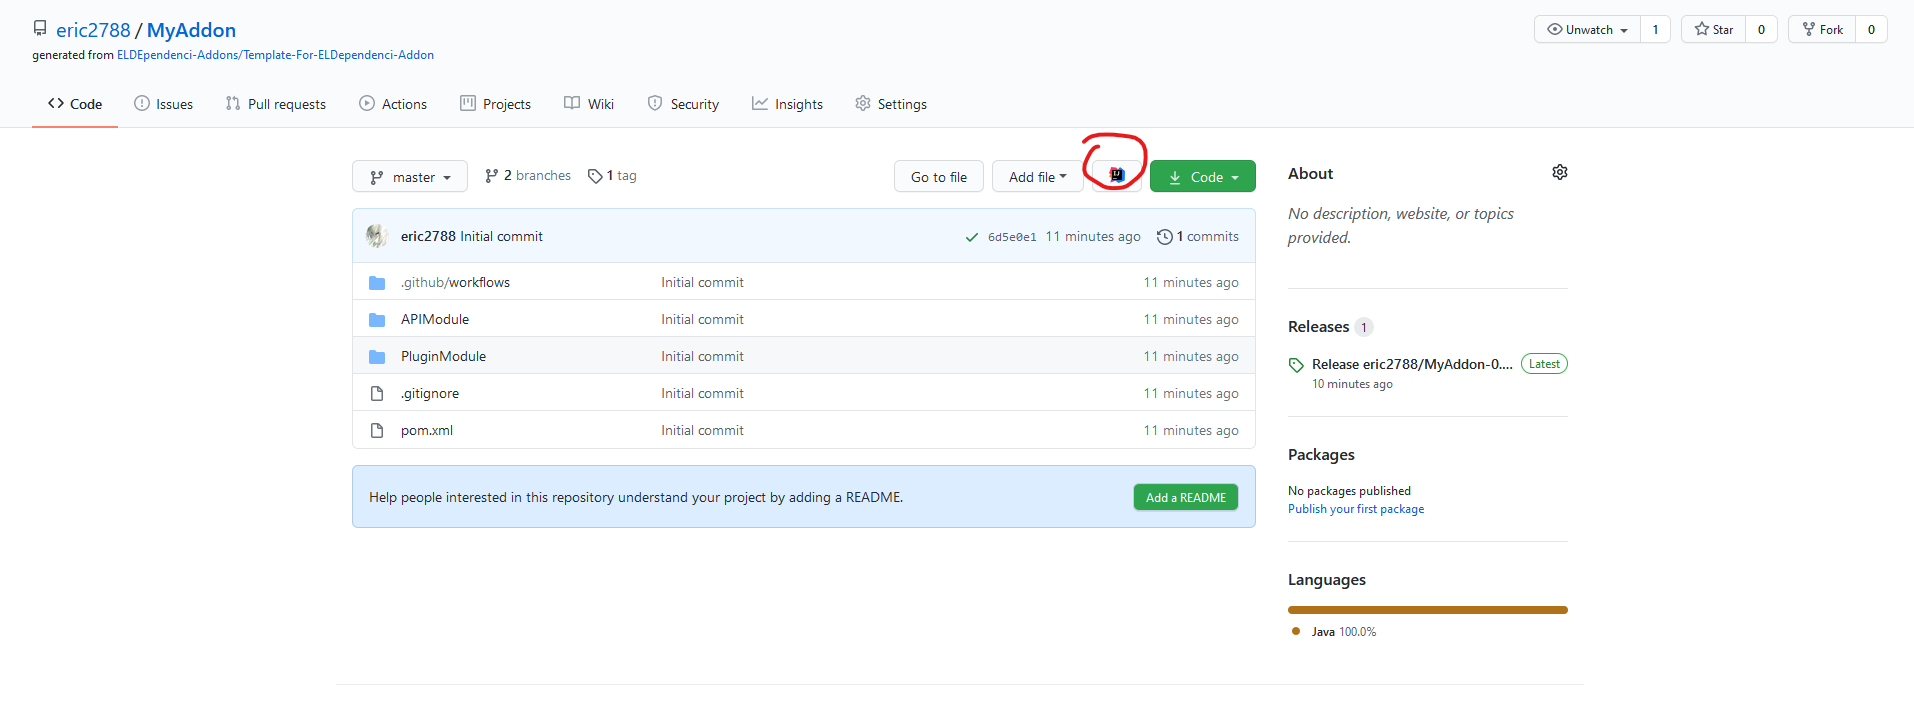 eric2788 / MyAddon
generated from ELDEpendenci-Addons/Template-For-ELDependenci-Addon
Unwatch 1
Star 0
Fork 0
Code
Issues
Pull requests
Actions
Projects
Wiki
Security
Insights
Settings
master
2 branches
1 tag
Go to file
Add file
IJ
Code
eric2788 Initial commit
6d5e0e1 11 minutes ago
1 commits
.github/workflows Initial commit 11 minutes ago
APIModule Initial commit 11 minutes ago
PluginModule Initial commit 11 minutes ago
.gitignore Initial commit 11 minutes ago
pom.xml Initial commit 11 minutes ago
Help people interested in this repository understand your project by adding a README.
Add a README
About
No description, website, or topics
provided.
Releases 1
Release eric2788/MyAddon-0.... Latest
10 minutes ago
Packages
No packages published
Publish your first package
Languages
Java 100.0%